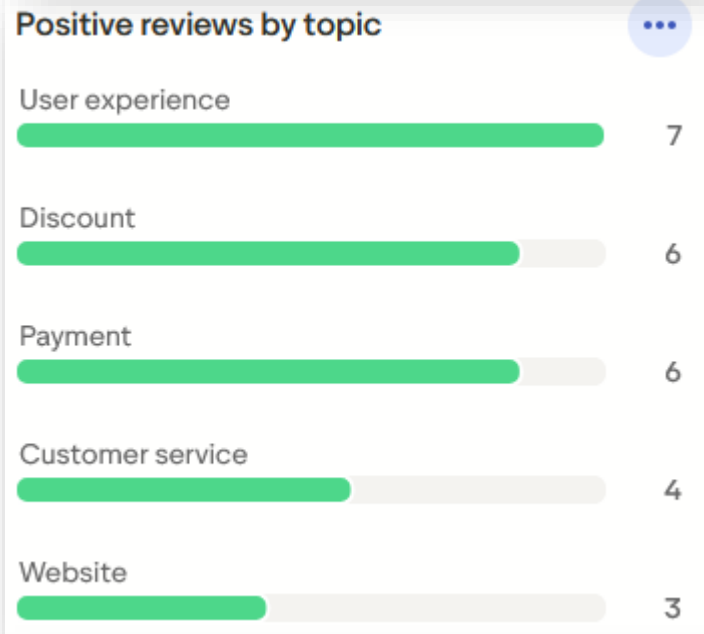 Positive reviews by topic
User experience
7
Discount
6
Payment
6
Customer service
4
Website
3